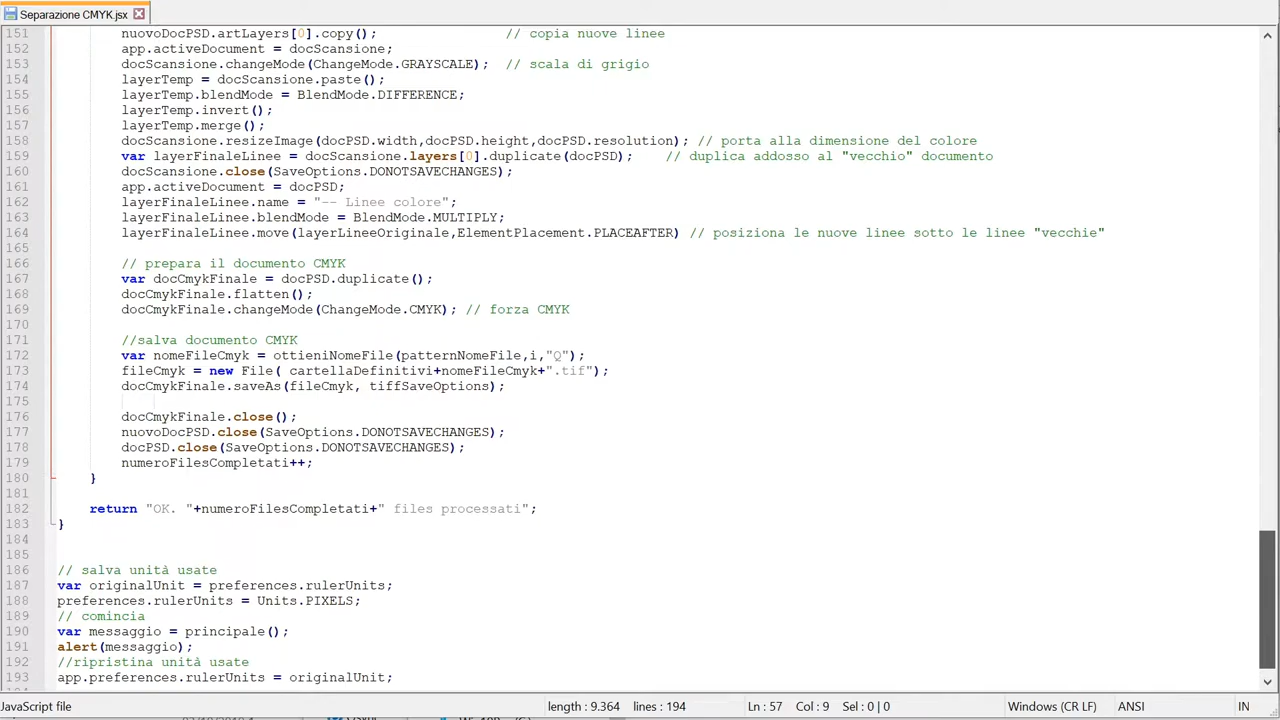 Separazione CMYK.jsx
151 nuovoDocPSD.artLayers[0].copy(); // copia nuove linee
152 app.activeDocument = docScansione;
153 docScansione.changeMode(ChangeMode.GRAYSCALE); // scala di grigio
154 layerTemp = docScansione.paste();
155 layerTemp.blendMode = BlendMode.DIFFERENCE;
156 layerTemp.invert();
157 layerTemp.merge();
158 docScansione.resizeImage(docPSD.width,docPSD.height,docPSD.resolution); // porta alla dimensione del colore
159 var layerFinaleLinee = docScansione.layers[0].duplicate(docPSD); // duplica addosso al "vecchio" documento
160 docScansione.close(SaveOptions.DONOTSAVECHANGES);
161 app.activeDocument = docPSD;
162 layerFinaleLinee.name = "-- Linee colore";
163 layerFinaleLinee.blendMode = BlendMode.MULTIPLY;
164 layerFinaleLinee.move(layerLineeOriginale,ElementPlacement.PLACEAFTER) // posiziona le nuove linee sotto le linee "vecchie"
165
166 // prepara il documento CMYK
167 var docCmykFinale = docPSD.duplicate();
168 docCmykFinale.flatten();
169 docCmykFinale.changeMode(ChangeMode.CMYK); // forza CMYK
170
171 //salva documento CMYK
172 var nomeFileCmyk = ottieniNomeFile(patternNomeFile,i,"Q");
173 fileCmyk = new File( cartellaDefinitivi+nomeFileCmyk+".tif");
174 docCmykFinale.saveAs(fileCmyk, tiffSaveOptions);
175
176 docCmykFinale.close();
177 nuovoDocPSD.close(SaveOptions.DONOTSAVECHANGES);
178 docPSD.close(SaveOptions.DONOTSAVECHANGES);
179 numeroFilesCompletati++;
180 }
181
182 return "OK. "+numeroFilesCompletati+" files processati";
183 }
184
185
186 // salva unità usate
187 var originalUnit = preferences.rulerUnits;
188 preferences.rulerUnits = Units.PIXELS;
189 // comincia
190 var messaggio = principale();
191 alert(messaggio);
192 //ripristina unità usate
193 app.preferences.rulerUnits = originalUnit;
JavaScript file length : 9.364 lines : 194 Ln : 57 Col : 9 Sel : 0 | 0 Windows (CR LF) ANSI IN